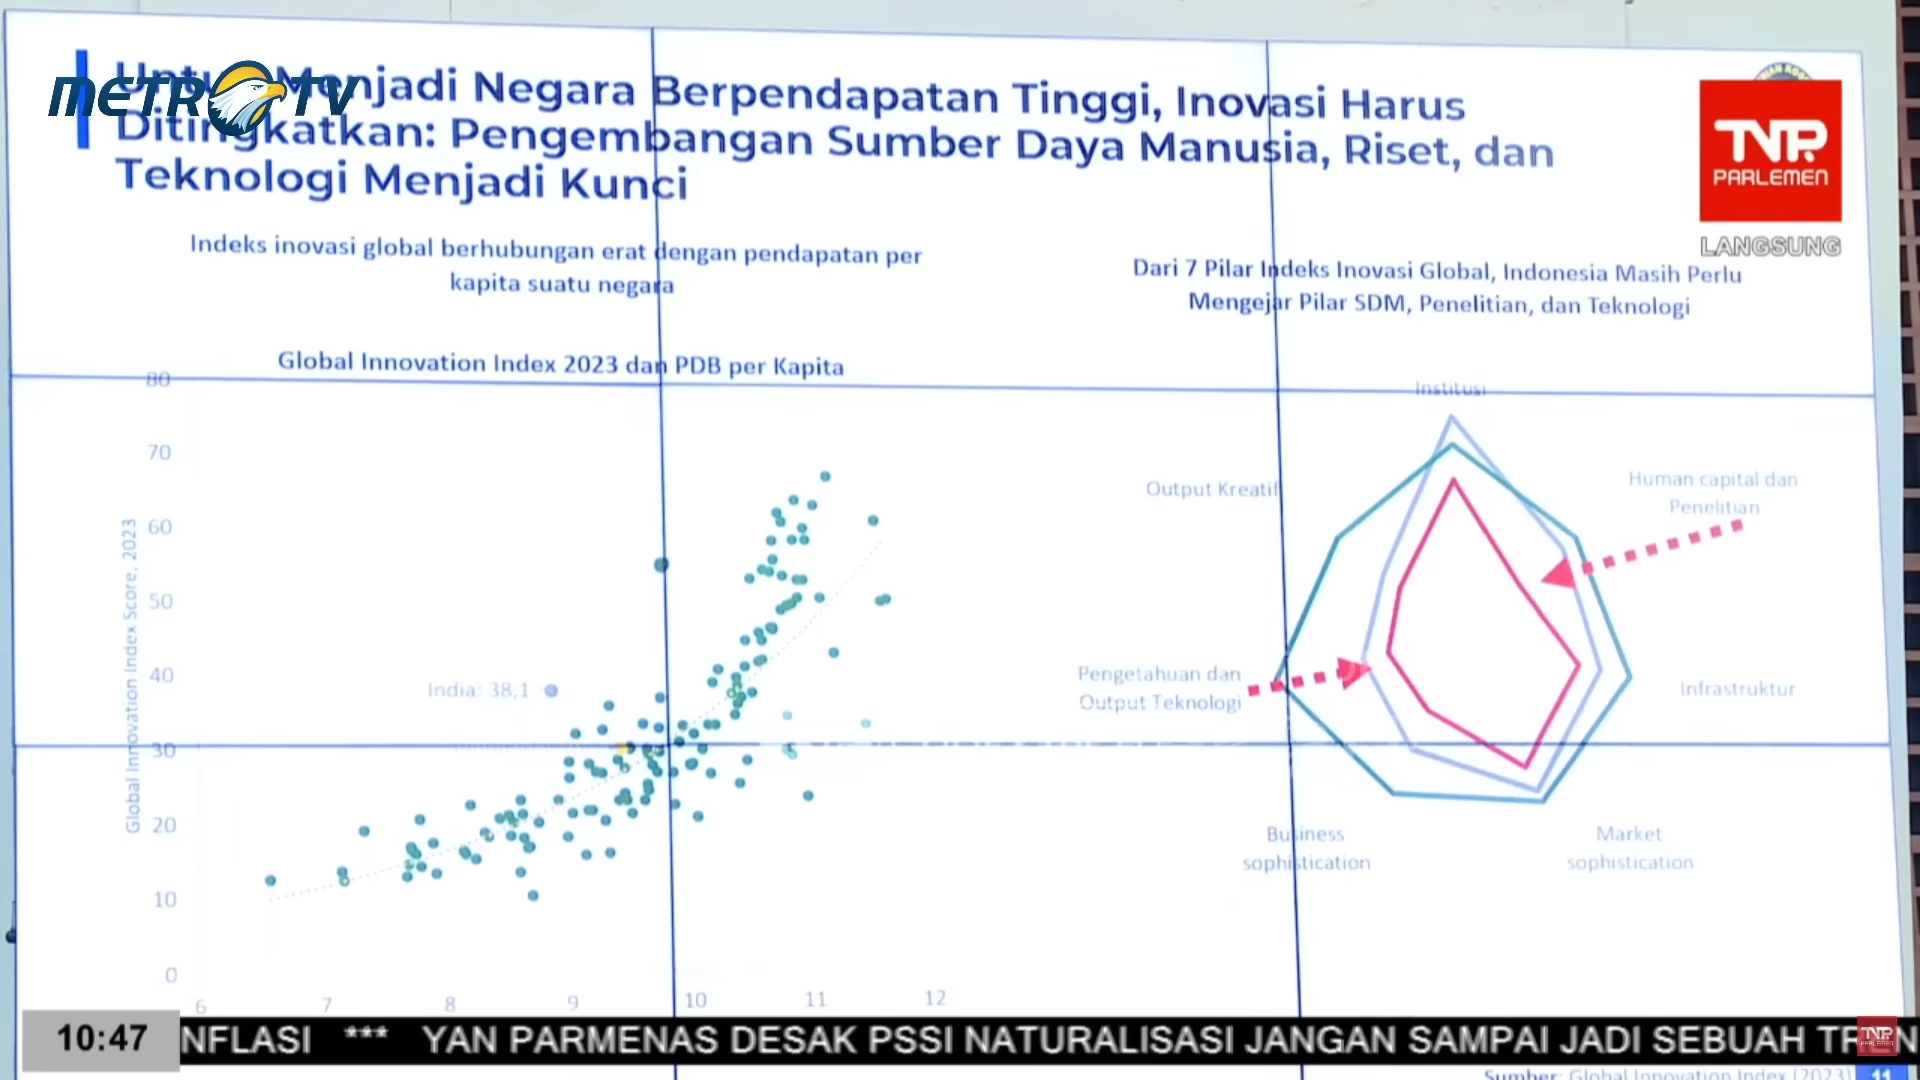 METRO TV
Untuk Menjadi Negara Berpendapatan Tinggi, Inovasi Harus
Ditingkatkan: Pengembangan Sumber Daya Manusia, Riset, dan
Teknologi Menjadi Kunci
TVR
PARLEMEN
LANGSUNG
Indeks inovasi global berhubungan erat dengan pendapatan per
kapita suatu negara
Dari 7 Pilar Indeks Inovasi Global, Indonesia Masih Perlu
Mengejar Pilar SDM, Penelitian, dan Teknologi
Global Innovation Index 2023 dan PDB per Kapita
Global Innovation Index Score, 2023
80
70
60
50
40
30
20
10
0
6 7 8 9 10 11 12
India: 38,1
Institusi
Human capital dan
Penelitian
Infrastruktur
Market
sophistication
Business
sophistication
Pengetahuan dan
Output Teknologi
Output Kreatif
10:47
NFLASI *** YAN PARMENAS DESAK PSSI NATURALISASI JANGAN SAMPAI JADI SEBUAH TREN
TVR
PARLEMEN
Sumber: Global Innovation Index (2023)
11